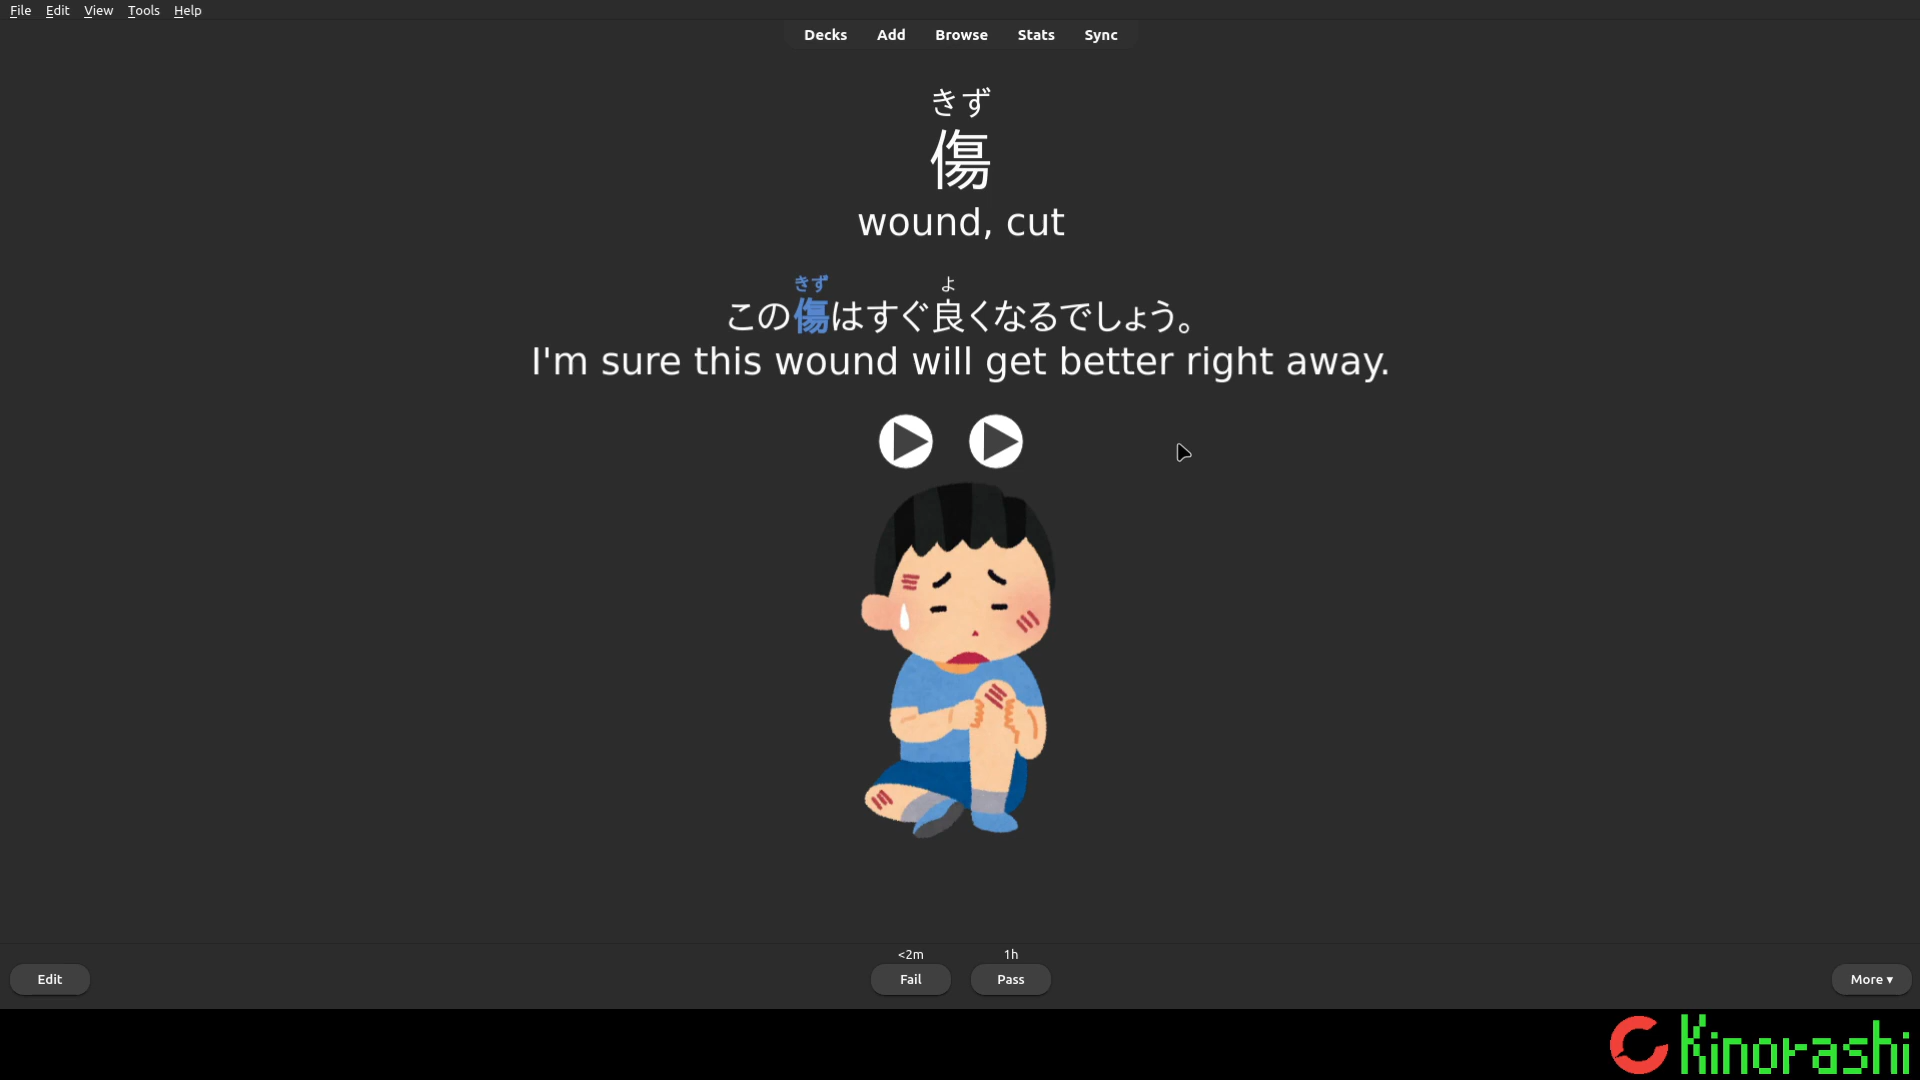 File Edit View Tools Help
Decks Add Browse Stats Sync
きず
傷
wound, cut
きず よ
この傷はすぐ良くなるでしょう。
I'm sure this wound will get better right away.
<2m 1h
Edit Fail Pass More ▾
Kinorashi